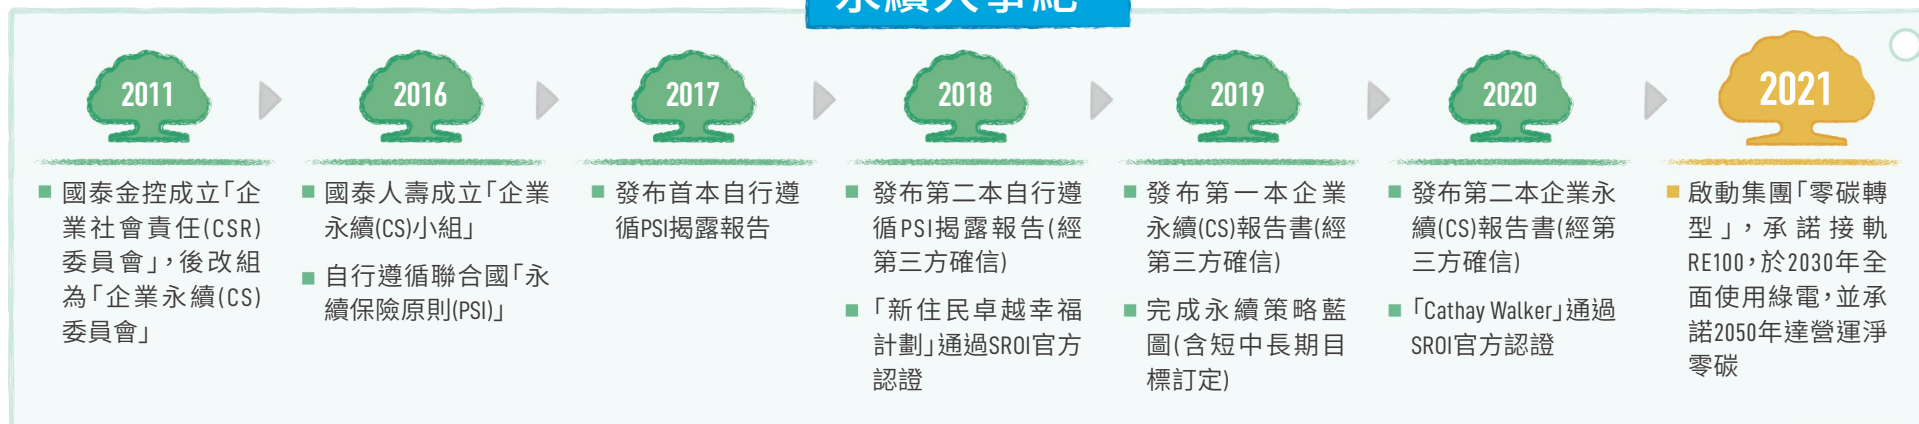 永續大事紀
2011
國泰金控成立「企
業社會責任(CSR)
委員會」,後改組
為「企業永續(CS)
委員會」
2016
國泰人壽成立「企業
永續(CS)小組」
自行遵循聯合國「永
續保險原則(PSI)」
2017
發布首本自行遵
循PSI揭露報告
2018
發布第二本自行遵
循PSI揭露報告(經
第三方確信)
「新住民卓越幸福
計劃」通過SROI官方
認證
2019
發布第一本企業
永續(CS)報告書(經
第三方確信)
完成永續策略藍
圖(含短中長期目
標訂定)
2020
發布第二本企業永
續(CS)報告書(經第
三方確信)
「Cathay Walker」通過
SROI官方認證
2021
啟動集團「零碳轉
型」,承諾接軌
RE100,於2030年全
面使用綠電,並承
諾2050年達營運淨
零碳